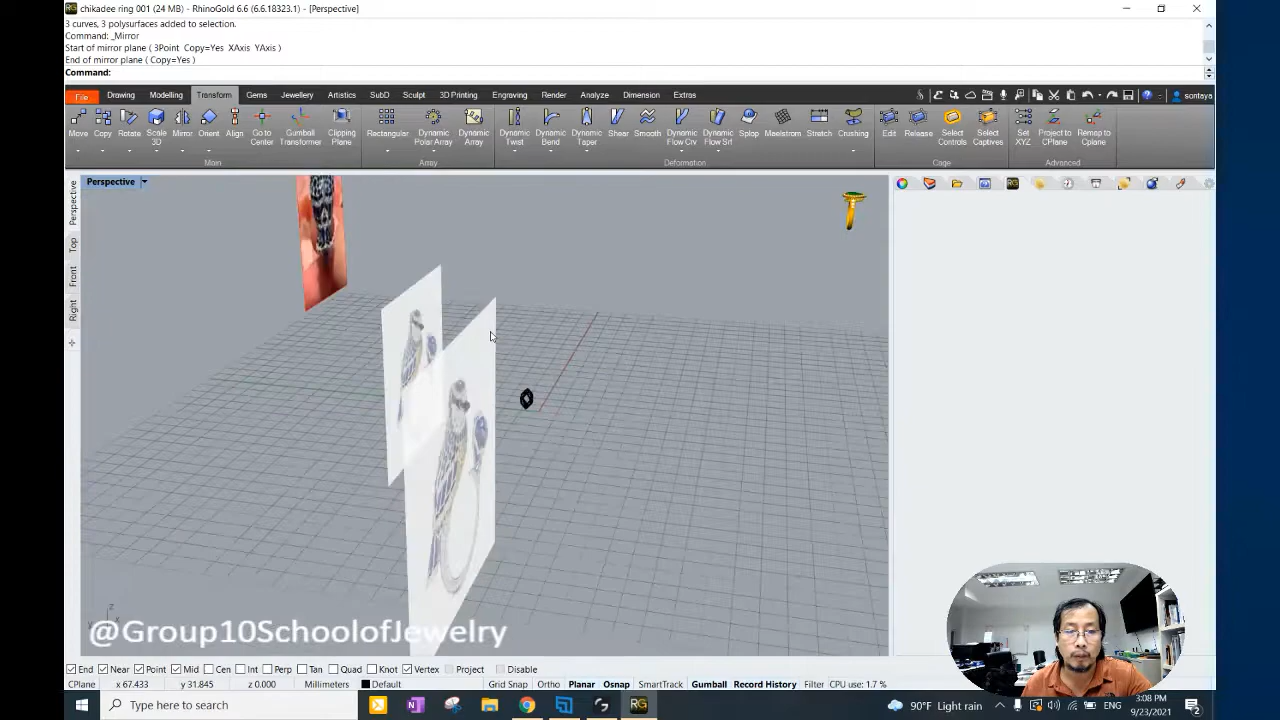 chikadee ring 001 (24 MB) - RhinoGold 6.6 (6.6.18323.1) - [Perspective]
3 curves, 3 polysurfaces added to selection.
Command: _Mirror
Start of mirror plane ( 3Point Copy=Yes XAxis YAxis )
End of mirror plane ( Copy=Yes )
Command:
File Drawing Modelling Transform Gems Jewellery Artistics SubD Sculpt 3D Printing Engraving Render Analyze Dimension Extras sontaya
Move Copy Rotate Scale 3D Mirror Orient Align Go to Center Gumball Transformer Clipping Plane Rectangular Dynamic Polar Array Dynamic Array Dynamic Twist Dynamic Bend Dynamic Taper Shear Smooth Dynamic Flow Crv Dynamic Flow Srf Splop Maelstrom Stretch Crushing Edit Release Select Controls Select Captives Set XYZ Project to CPlane Remap to Cplane
Main Array Deformation Cage Advanced
Perspective
Perspective
Top
Front
Right
z
@Group10SchoolofJewelry
End Near Point Mid Cen Int Perp Tan Quad Knot Vertex Project Disable
CPlane x 67.433 y 31.845 z 0.000 Millimeters Default Grid Snap Ortho Planar Osnap SmartTrack Gumball Record History Filter CPU use: 1.7 %
Type here to search
90°F Light rain
ENG
3:08 PM
9/23/2021
2